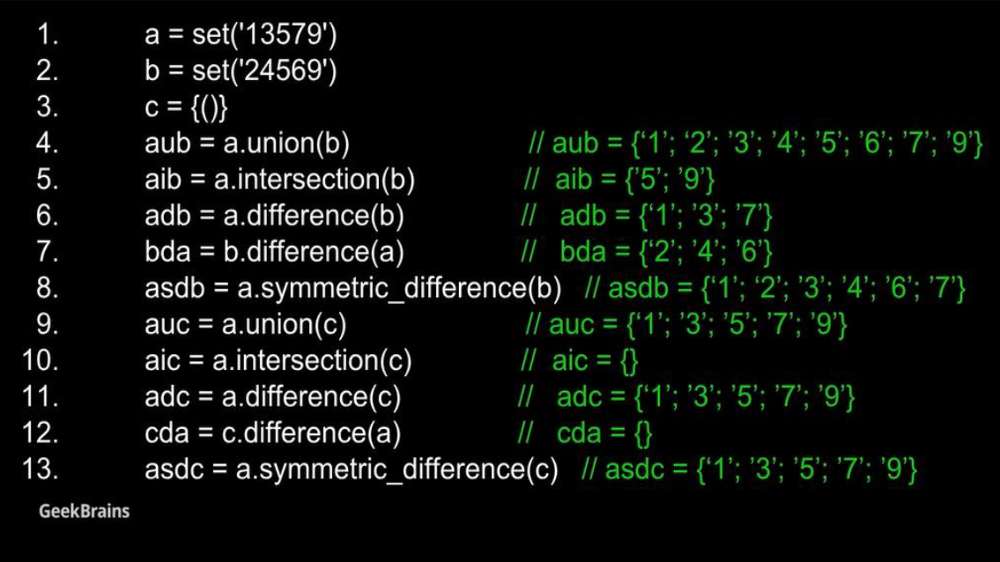 1. a = set('13579')
2. b = set('24569')
3. c = {()}
4. aub = a.union(b) // aub = {‘1’; ‘2’; ’3’; ’4’; ’5’; ’6’; ’7’; ’9’}
5. aib = a.intersection(b) // aib = {’5’; ’9’}
6. adb = a.difference(b) // adb = {‘1’; ’3’; ’7’}
7. bda = b.difference(a) // bda = {‘2’; ’4’; ’6’}
8. asdb = a.symmetric_difference(b) // asdb = {‘1’; ‘2’; ’3’; ’4’; ’6’; ’7’}
9. auc = a.union(c) // auc = {‘1’; ’3’; ’5’; ’7’; ’9’}
10. aic = a.intersection(c) // aic = {}
11. adc = a.difference(c) // adc = {‘1’; ’3’; ’5’; ’7’; ’9’}
12. cda = c.difference(a) // cda = {}
13. asdc = a.symmetric_difference(c) // asdc = {‘1’; ’3’; ’5’; ’7’; ’9’}
GeekBrains